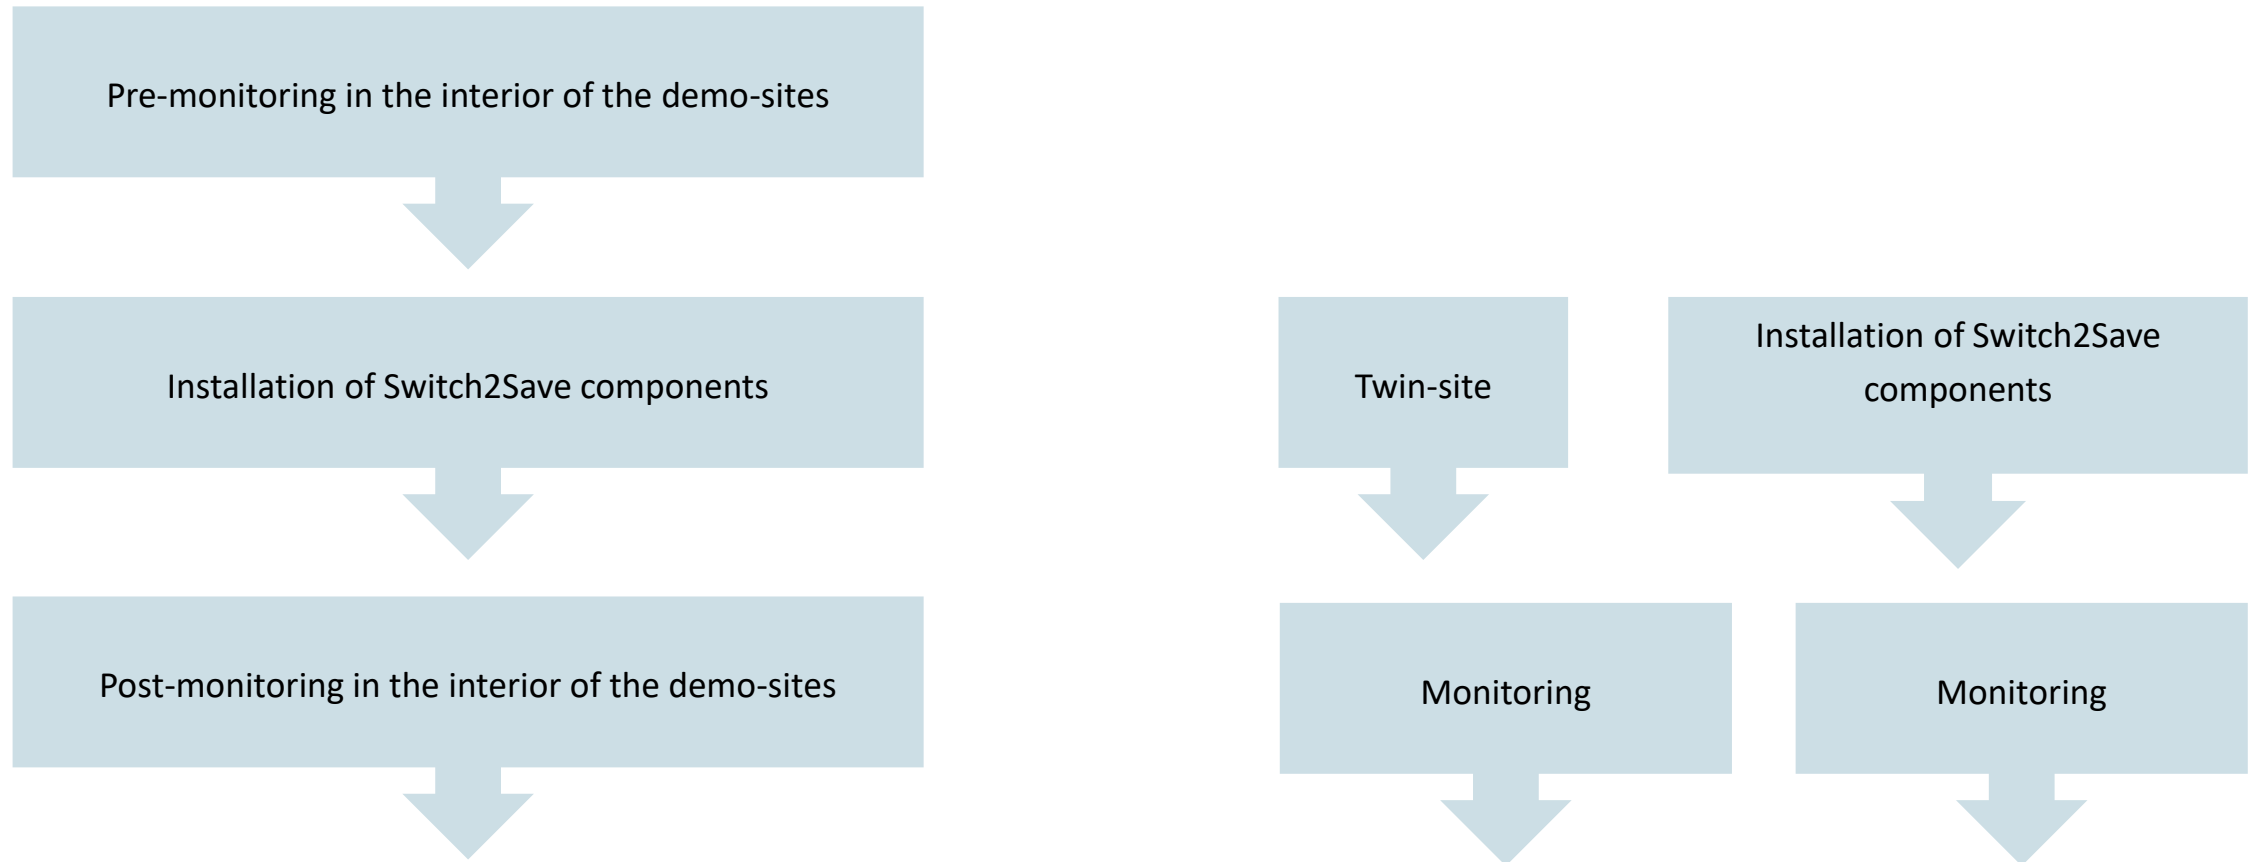 Pre-monitoring in the interior of the demo-sites
Installation of Switch2Save components
Post-monitoring in the interior of the demo-sites
Twin-site
Monitoring
Installation of Switch2Save
components
Monitoring